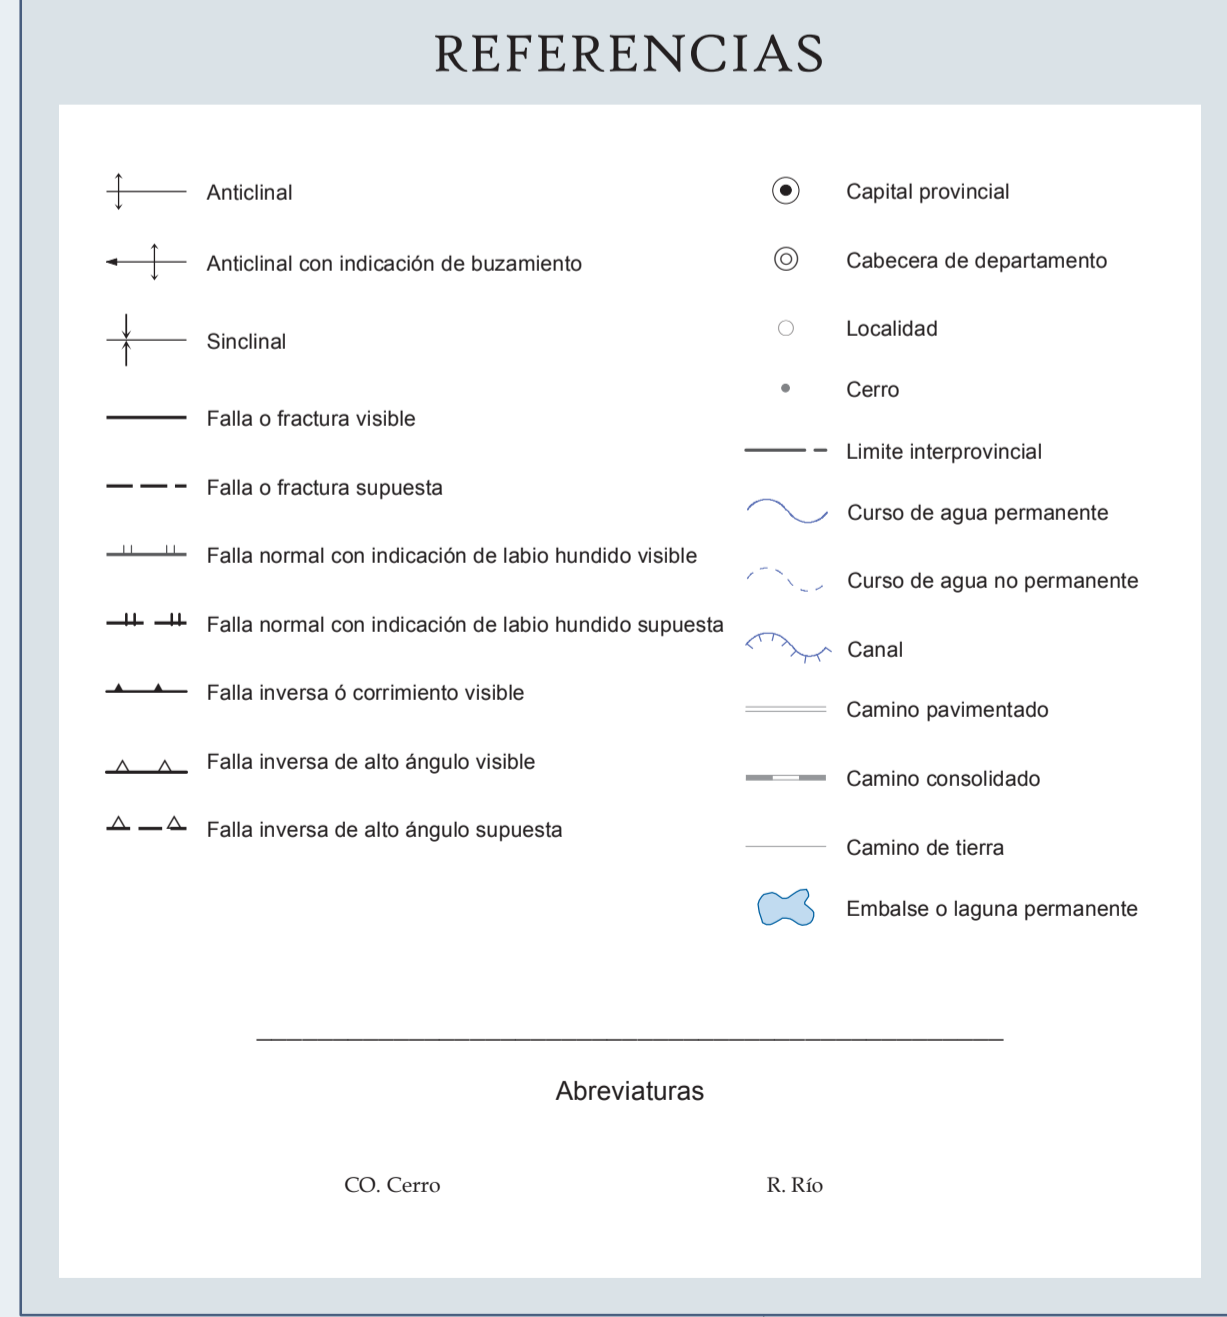 REFERENCIAS
Anticlinal
Anticlinal con indicación de buzamiento
Sinclinal
Falla o fractura visible
Falla o fractura supuesta
Falla normal con indicación de labio hundido visible
Falla normal con indicación de labio hundido supuesta
Falla inversa ó corrimiento visible
Falla inversa de alto ángulo visible
Falla inversa de alto ángulo supuesta
Capital provincial
Cabecera de departamento
Localidad
Cerro
Limite interprovincial
Curso de agua permanente
Curso de agua no permanente
Canal
Camino pavimentado
Camino consolidado
Camino de tierra
Embalse o laguna permanente
Abreviaturas
CO. Cerro
R. Río